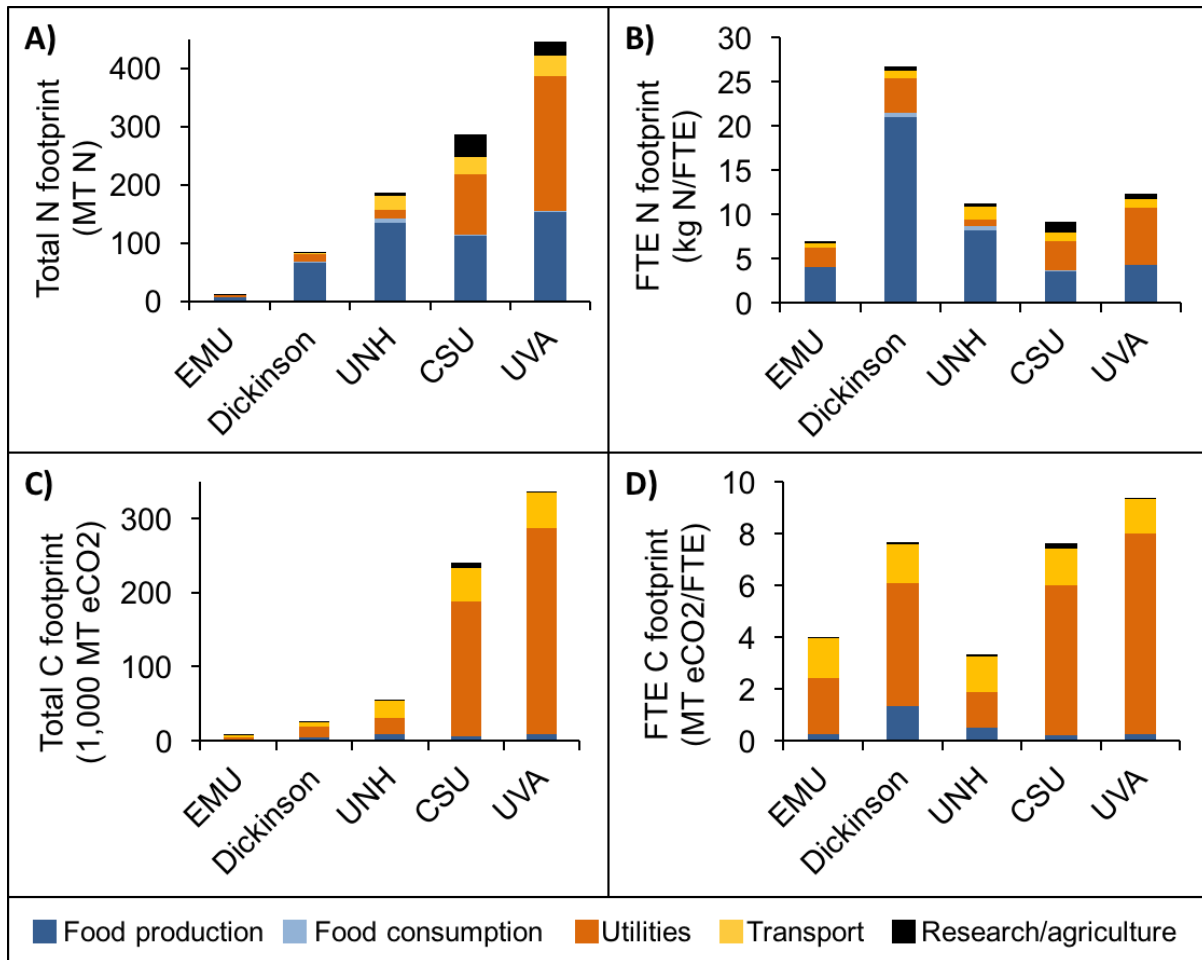 A)
Total N footprint
(MT N)
400
300
200
100
0
EMU
Dickinson
UNH
CSU
UVA
B)
FTE N footprint
(kg N/FTE)
30
25
20
15
10
5
0
EMU
Dickinson
UNH
CSU
UVA
C)
Total C footprint
(1,000 MT eCO2)
300
200
100
0
EMU
Dickinson
UNH
CSU
UVA
D)
FTE C footprint
(MT eCO2/FTE)
10
8
6
4
2
0
EMU
Dickinson
UNH
CSU
UVA
Food production Food consumption Utilities Transport Research/agriculture